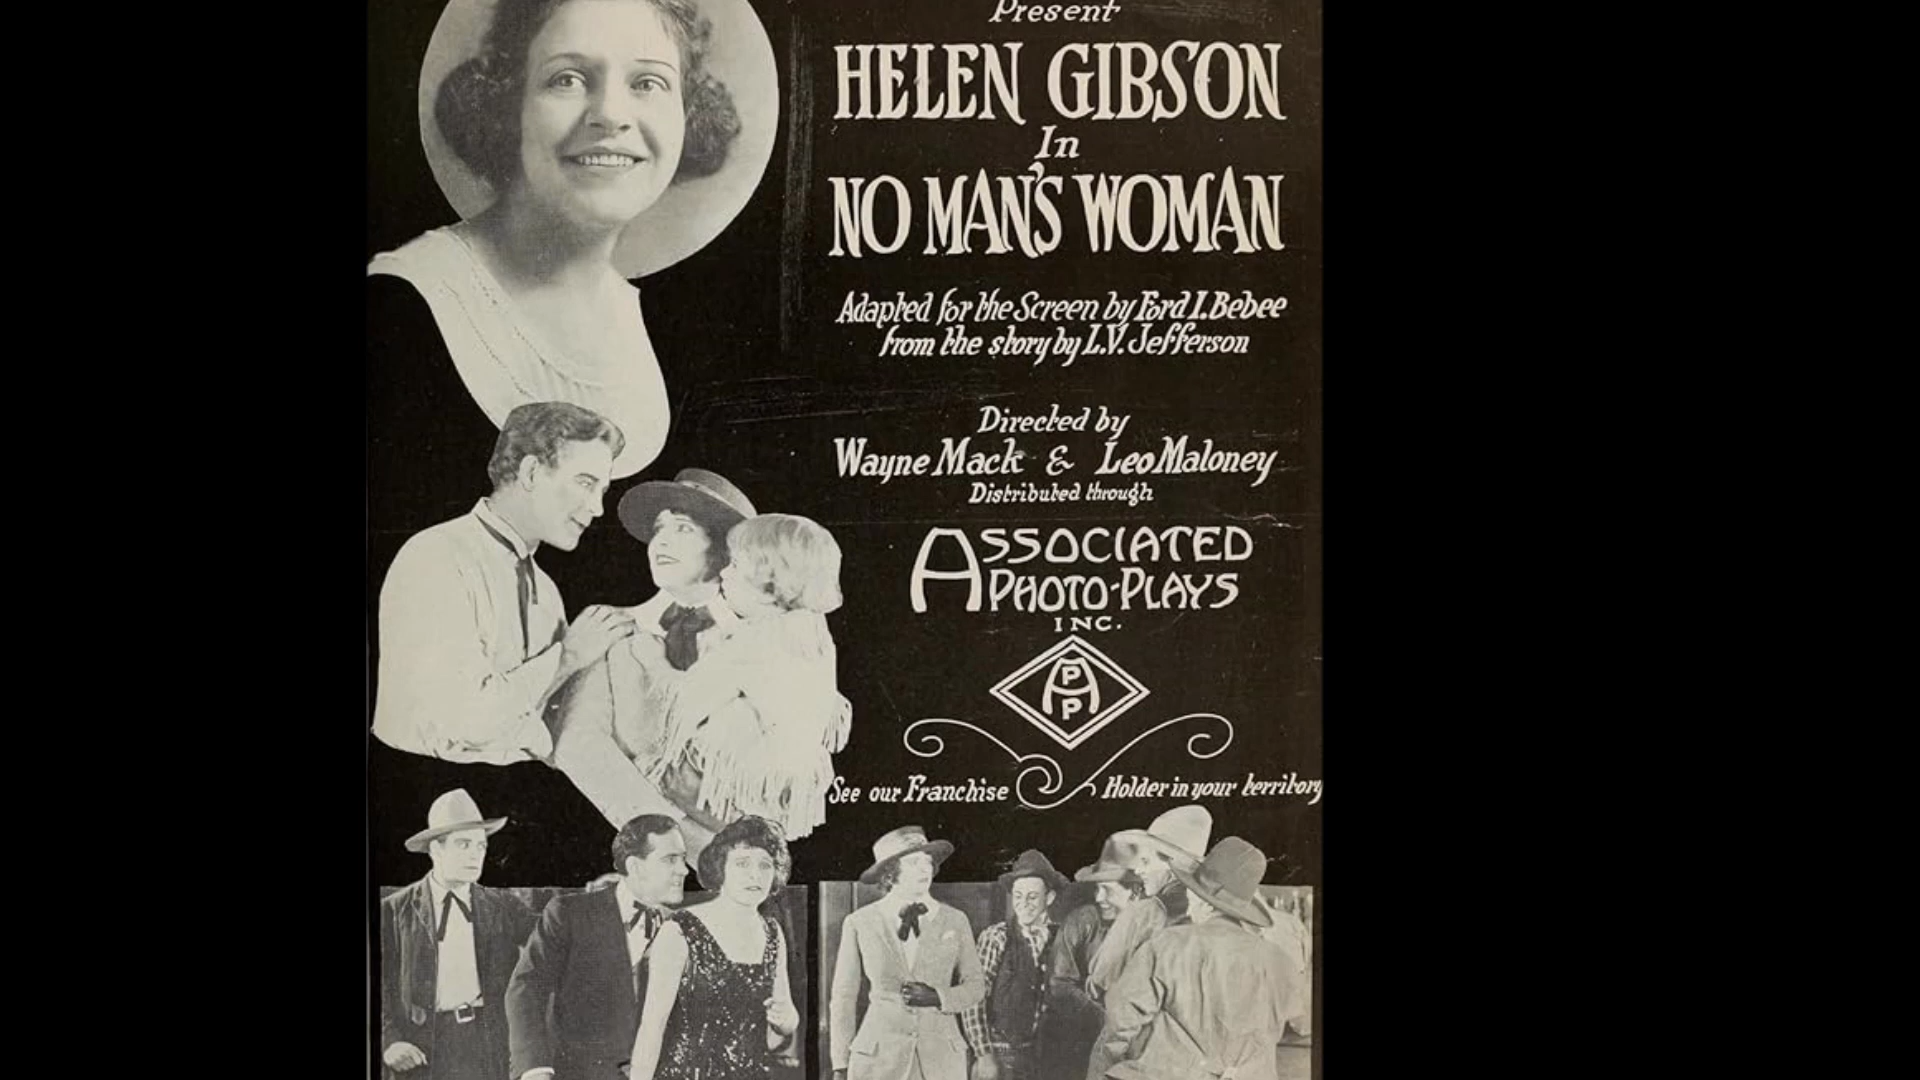 Present
HELEN GIBSON
In
NO MAN'S WOMAN
Adapted for the Screen by Ford I. Bebee
from the story by L.V. Jefferson
Directed by
Wayne Mack & Leo Maloney
Distributed through
ASSOCIATED
PHOTO-PLAYS
INC.
APP
See our Franchise Holder in your territory